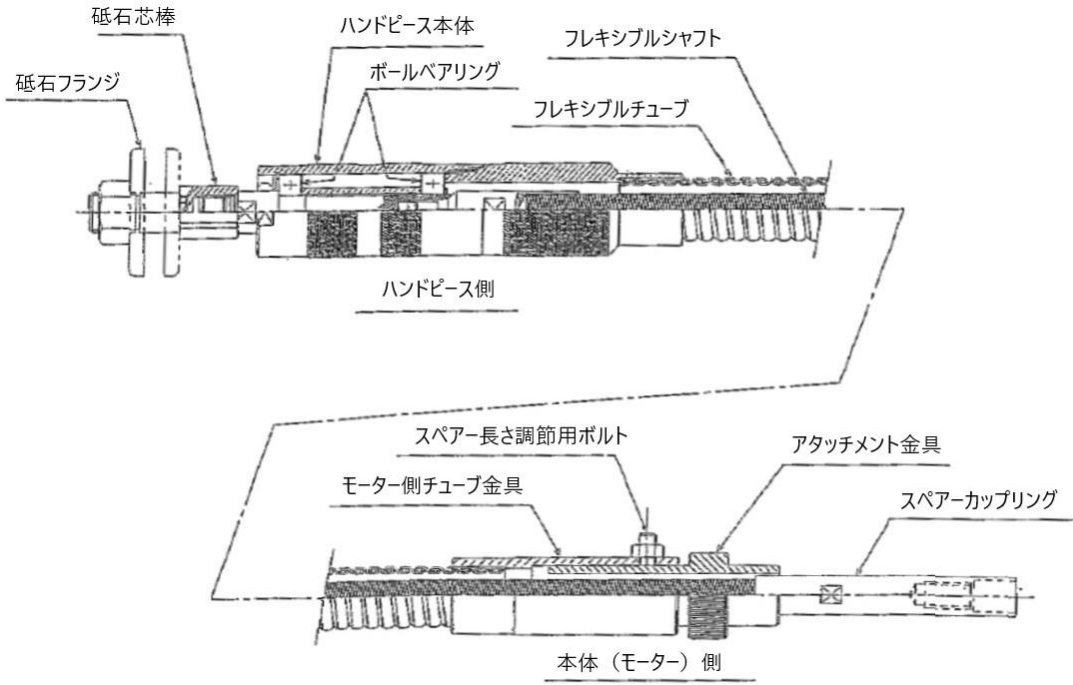 砥石芯棒
ハンドピース本体
フレキシブルシャフト
砥石フランジ
ボールベアリング
フレキシブルチューブ
ハンドピース側
スペアー長さ調節用ボルト
アタッチメント金具
モーター側チューブ金具
スペアーカップリング
本体（モーター）側